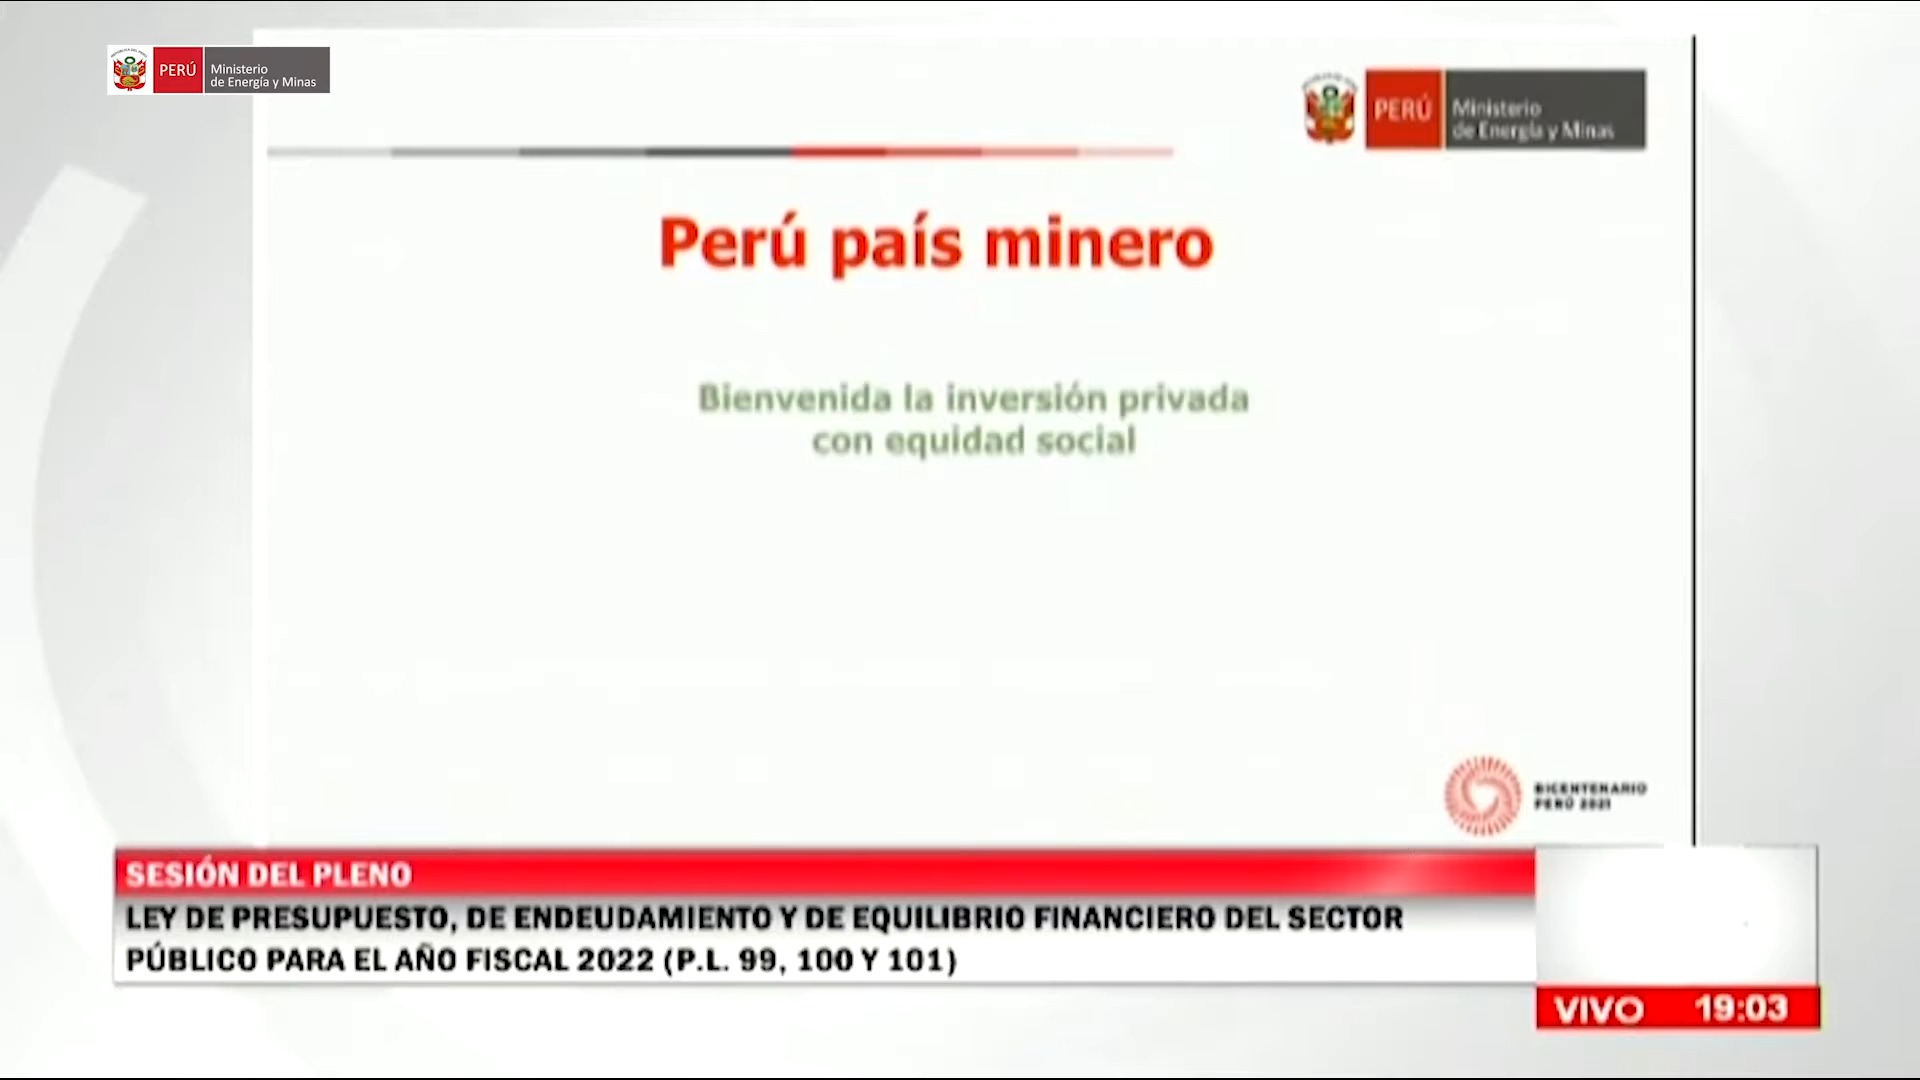 PERÚ
Ministerio
de Energía y Minas
PERÚ
Ministerio
de Energía y Minas
Perú país minero
Bienvenida la inversión privada
con equidad social
BICENTENARIO
PERÚ 2021
SESIÓN DEL PLENO
LEY DE PRESUPUESTO, DE ENDEUDAMIENTO Y DE EQUILIBRIO FINANCIERO DEL SECTOR
PÚBLICO PARA EL AÑO FISCAL 2022 (P.L. 99, 100 Y 101)
VIVO 19:03